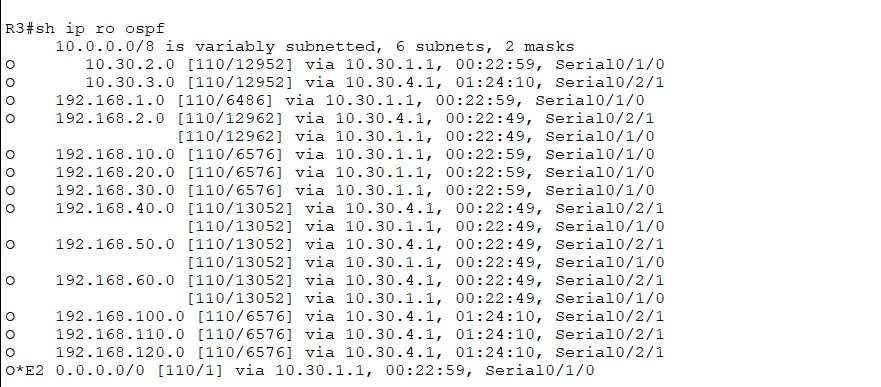 R3#sh ip ro ospf
     10.0.0.0/8 is variably subnetted, 6 subnets, 2 masks
O       10.30.2.0 [110/12952] via 10.30.1.1, 00:22:59, Serial0/1/0
O       10.30.3.0 [110/12952] via 10.30.4.1, 01:24:10, Serial0/2/1
O    192.168.1.0 [110/6486] via 10.30.1.1, 00:22:59, Serial0/1/0
O    192.168.2.0 [110/12962] via 10.30.4.1, 00:22:49, Serial0/2/1
                 [110/12962] via 10.30.1.1, 00:22:49, Serial0/1/0
O    192.168.10.0 [110/6576] via 10.30.1.1, 00:22:59, Serial0/1/0
O    192.168.20.0 [110/6576] via 10.30.1.1, 00:22:59, Serial0/1/0
O    192.168.30.0 [110/6576] via 10.30.1.1, 00:22:59, Serial0/1/0
O    192.168.40.0 [110/13052] via 10.30.4.1, 00:22:49, Serial0/2/1
                  [110/13052] via 10.30.1.1, 00:22:49, Serial0/1/0
O    192.168.50.0 [110/13052] via 10.30.4.1, 00:22:49, Serial0/2/1
                  [110/13052] via 10.30.1.1, 00:22:49, Serial0/1/0
O    192.168.60.0 [110/13052] via 10.30.4.1, 00:22:49, Serial0/2/1
                  [110/13052] via 10.30.1.1, 00:22:49, Serial0/1/0
O    192.168.100.0 [110/6576] via 10.30.4.1, 01:24:10, Serial0/2/1
O    192.168.110.0 [110/6576] via 10.30.4.1, 01:24:10, Serial0/2/1
O    192.168.120.0 [110/6576] via 10.30.4.1, 01:24:10, Serial0/2/1
O*E2 0.0.0.0/0 [110/1] via 10.30.1.1, 00:22:59, Serial0/1/0